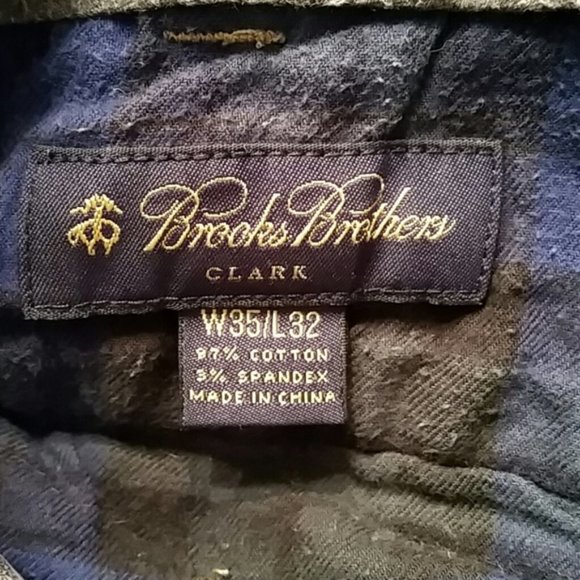 Brooks Brothers
CLARK
W35/L32
97% COTTON
3% SPANDEX
MADE IN CHINA